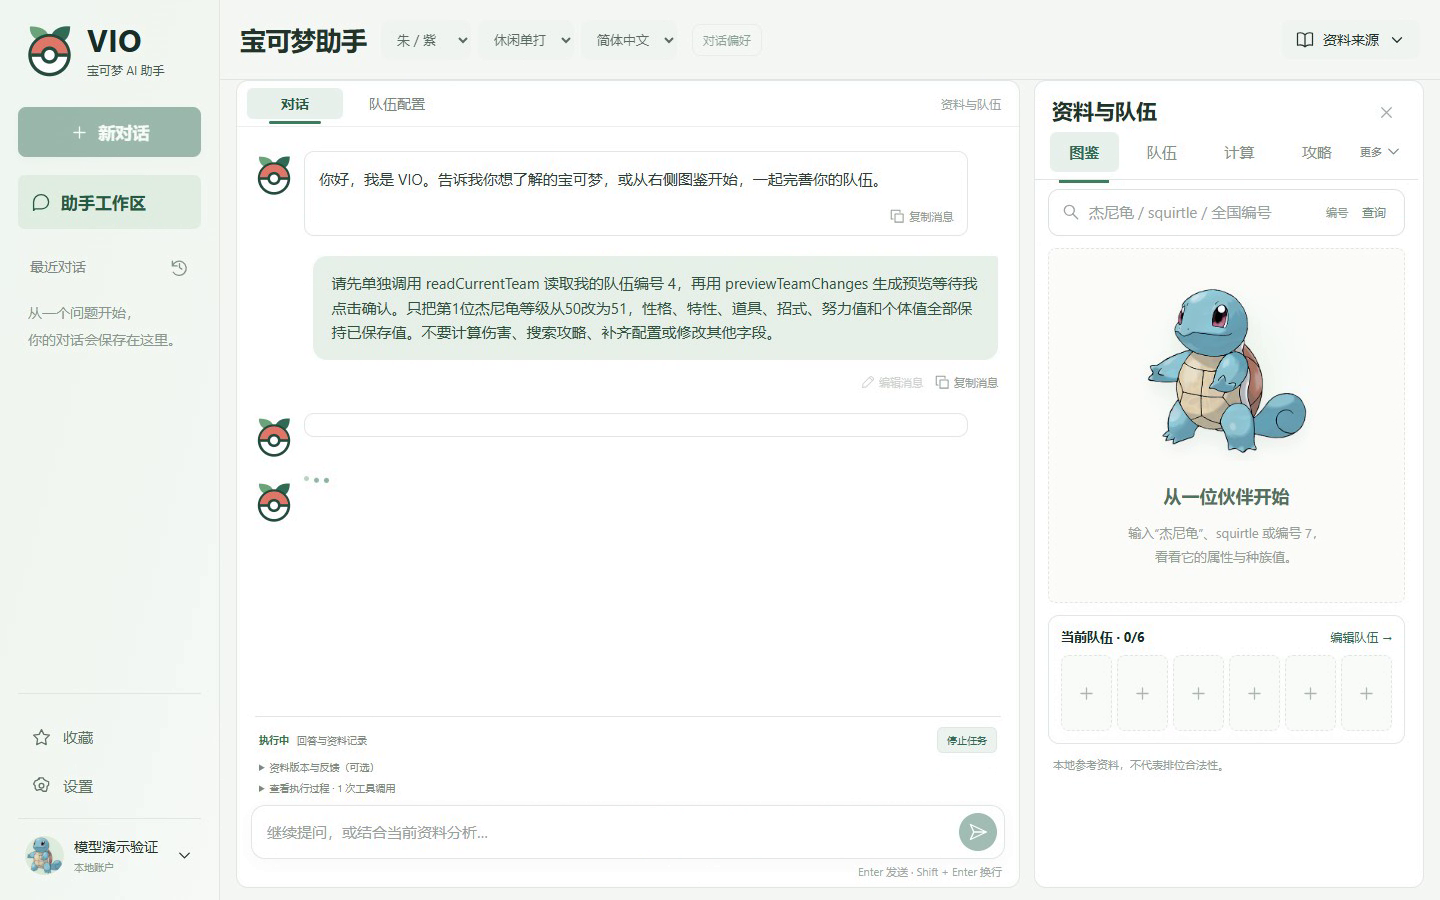 VIO
宝可梦 AI 助手
新对话
助手工作区
最近对话
从一个问题开始，
你的对话会保存在这里。
收藏
设置
模型演示验证
本地账户
宝可梦助手
朱 / 紫
休闲单打
简体中文
对话偏好
资料来源
对话
队伍配置
资料与队伍
你好，我是 VIO。告诉我你想了解的宝可梦，或从右侧图鉴开始，一起完善你的队伍。
复制消息
请先单独调用 readCurrentTeam 读取我的队伍编号 4，再用 previewTeamChanges 生成预览等待我
点击确认。只把第1位杰尼龟等级从50改为51，性格、特性、道具、招式、努力值和个体值全部保
持已保存值。不要计算伤害、搜索攻略、补齐配置或修改其他字段。
编辑消息
复制消息
执行中 回答与资料记录
停止任务
资料版本与反馈（可选）
查看执行过程 · 1 次工具调用
继续提问，或结合当前资料分析...
Enter 发送 · Shift + Enter 换行
资料与队伍
图鉴
队伍
计算
攻略
更多
杰尼龟 / squirtle / 全国编号
编号
查询
从一位伙伴开始
输入“杰尼龟”、squirtle 或编号 7，
看看它的属性与种族值。
当前队伍 · 0/6
编辑队伍 →
本地参考资料，不代表排位合法性。